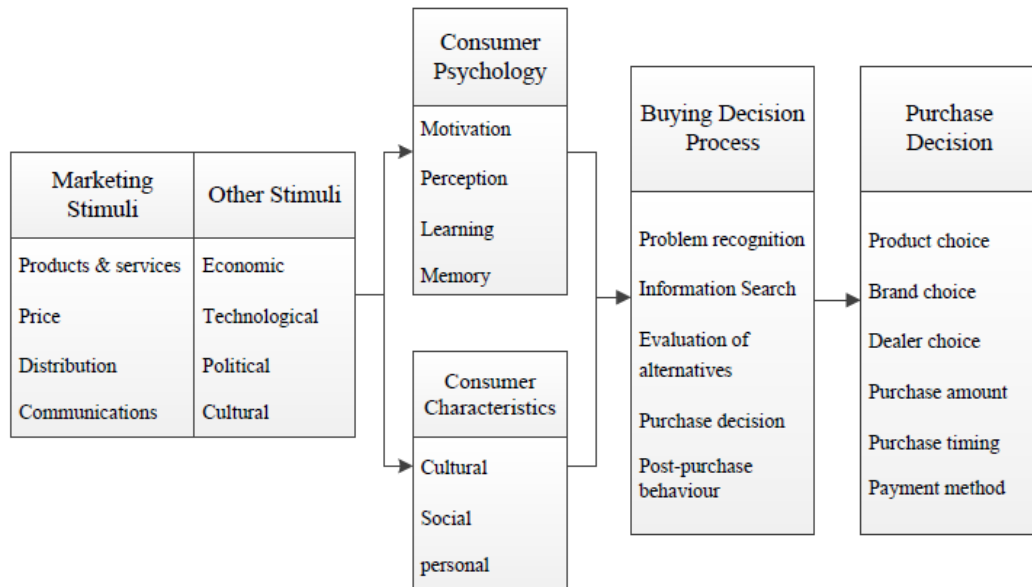 Marketing
Stimuli
Products & services
Price
Distribution
Communications
Other Stimuli
Economic
Technological
Political
Cultural
Consumer
Psychology
Motivation
Perception
Learning
Memory
Consumer
Characteristics
Cultural
Social
personal
Buying Decision
Process
Problem recognition
Information Search
Evaluation of
alternatives
Purchase decision
Post-purchase
behaviour
Purchase
Decision
Product choice
Brand choice
Dealer choice
Purchase amount
Purchase timing
Payment method